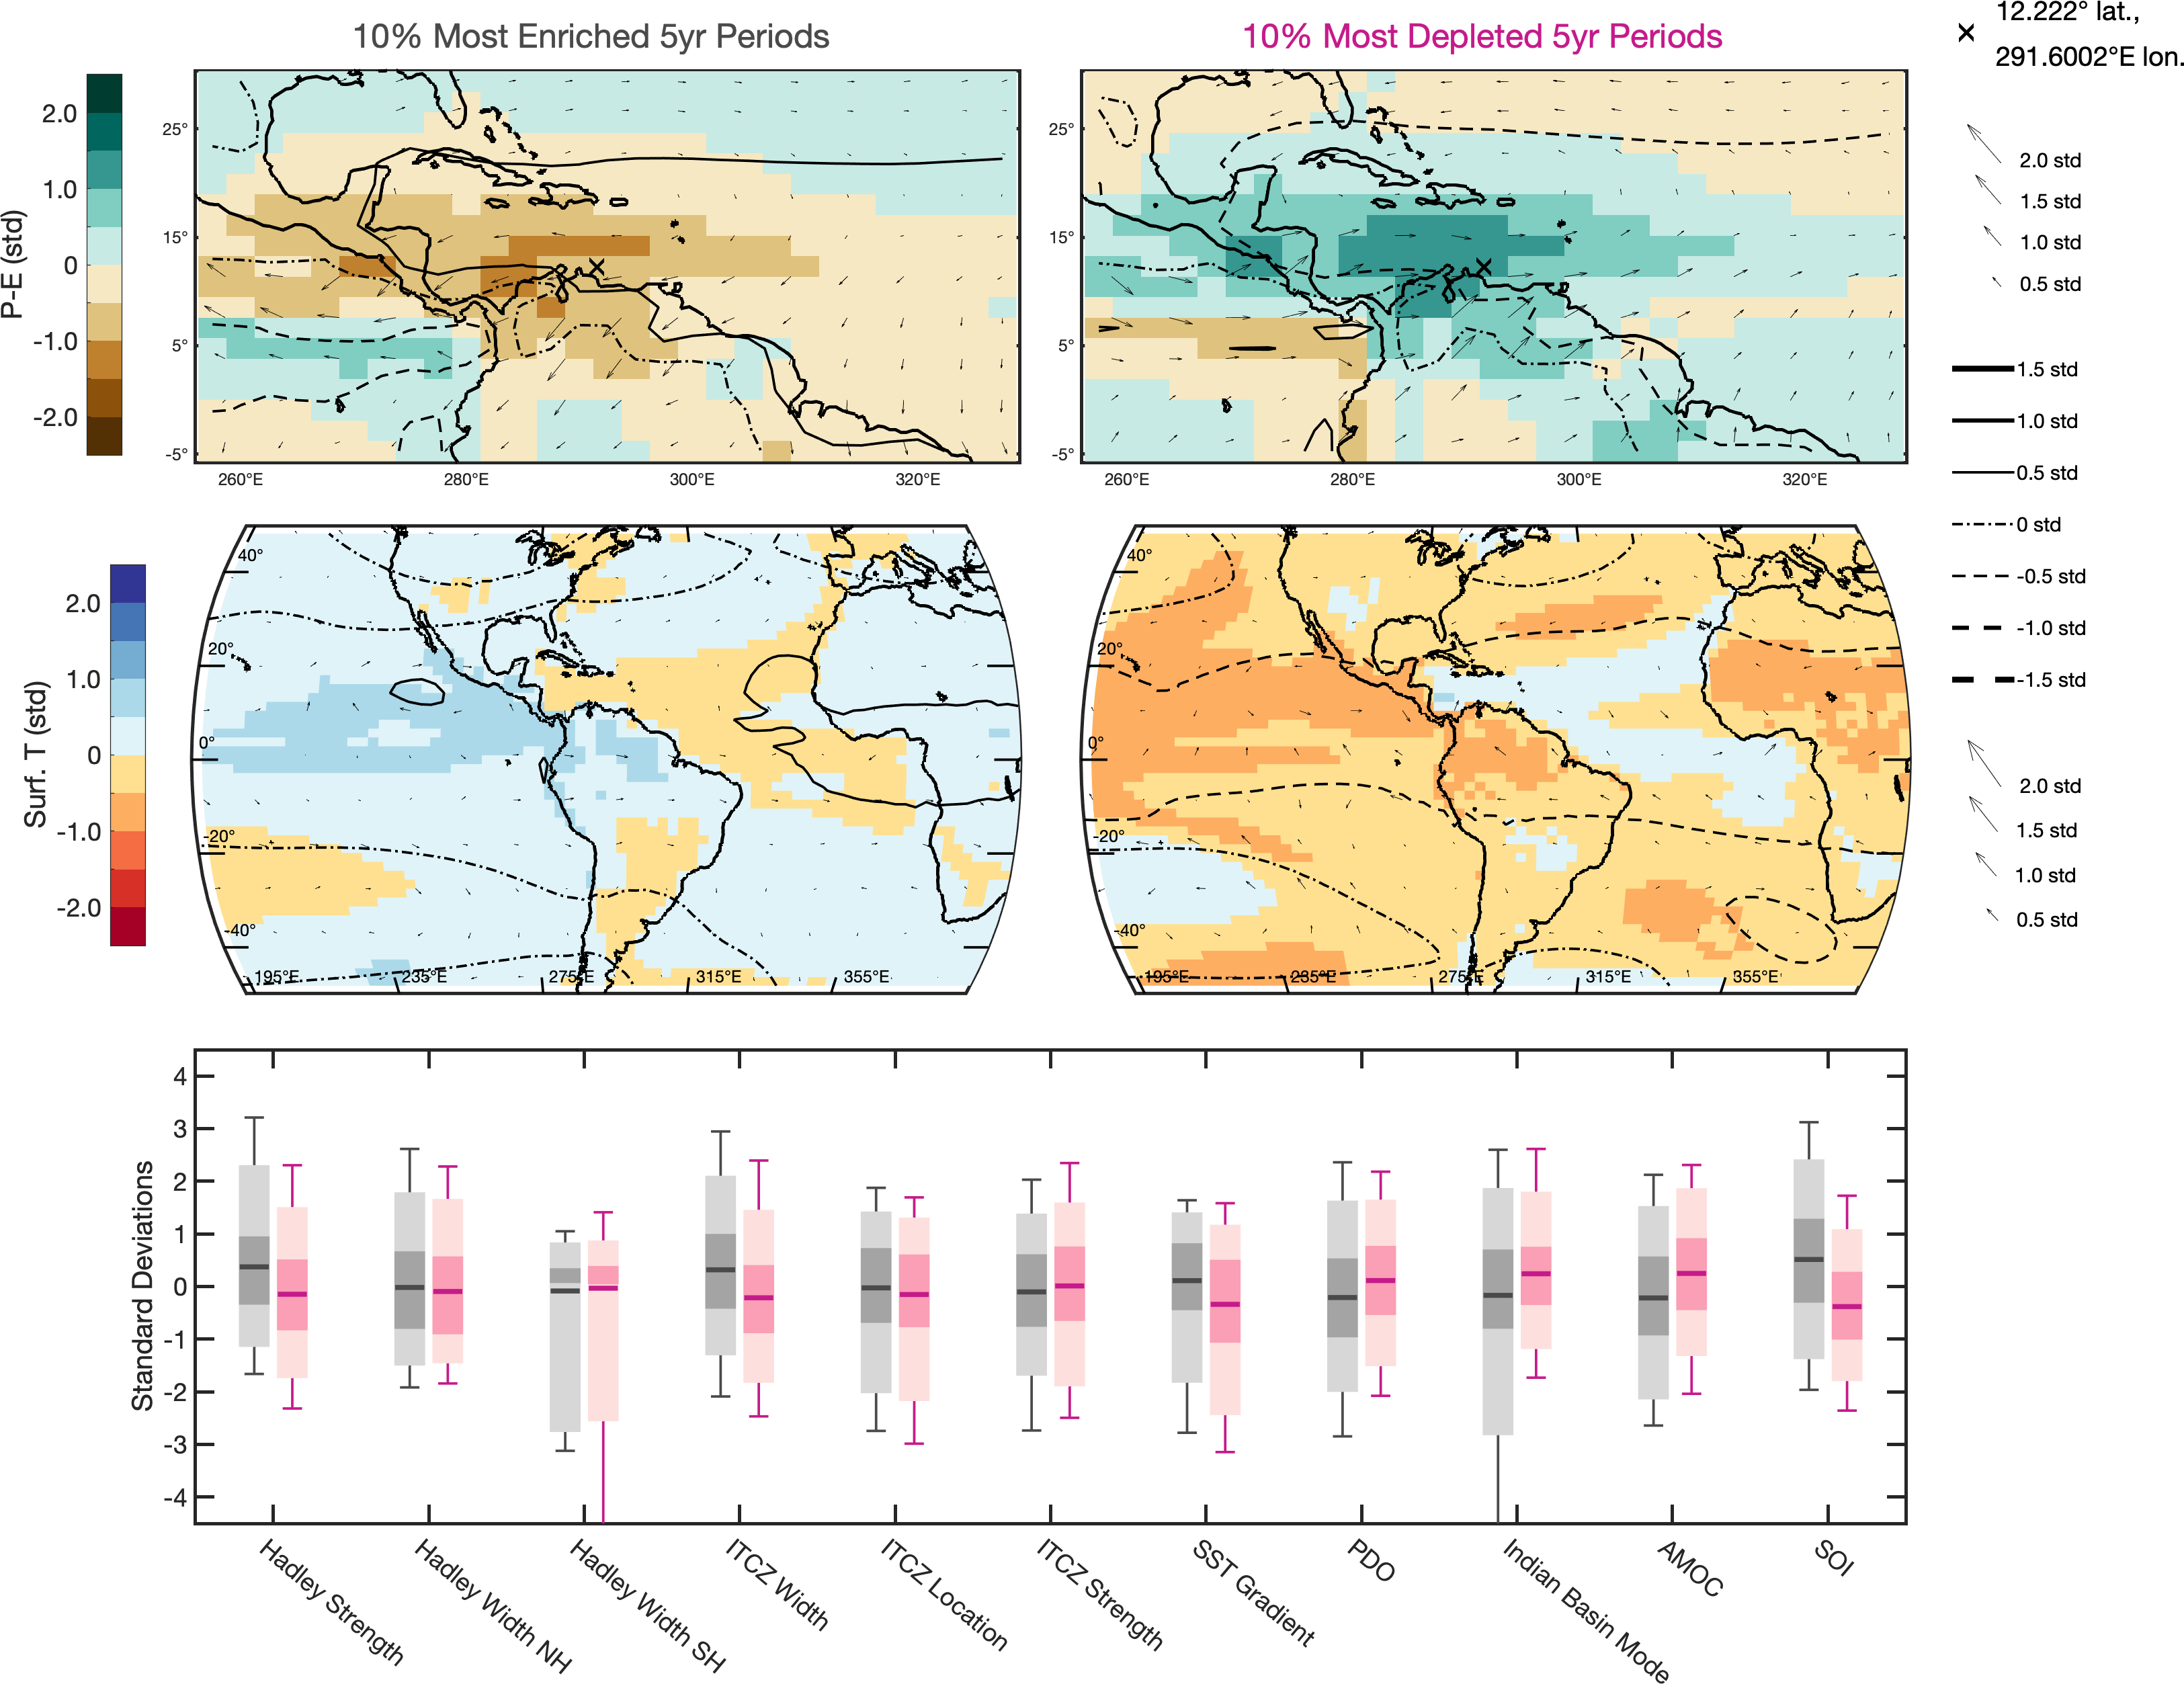 10% Most Enriched 5yr Periods
10% Most Depleted 5yr Periods
12.222° lat.,
291.6002°E lon.
P-E (std)
2.0
1.0
0
-1.0
-2.0
25°
15°
5°
-5°
260°E
280°E
300°E
320°E
25°
15°
5°
-5°
260°E
280°E
300°E
320°E
2.0 std
1.5 std
1.0 std
0.5 std
1.5 std
1.0 std
0.5 std
0 std
-0.5 std
-1.0 std
-1.5 std
Surf. T (std)
2.0
1.0
0
-1.0
-2.0
40°
20°
0°
-20°
-40°
195°E
235°E
275°E
315°E
355°E
40°
20°
0°
-20°
-40°
195°E
235°E
275°E
315°E
355°E
2.0 std
1.5 std
1.0 std
0.5 std
Standard Deviations
4
3
2
1
0
-1
-2
-3
-4
Hadley Strength
Hadley Width NH
Hadley Width SH
ITCZ Width
ITCZ Location
ITCZ Strength
SST Gradient
PDO
Indian Basin Mode
AMOC
SOI